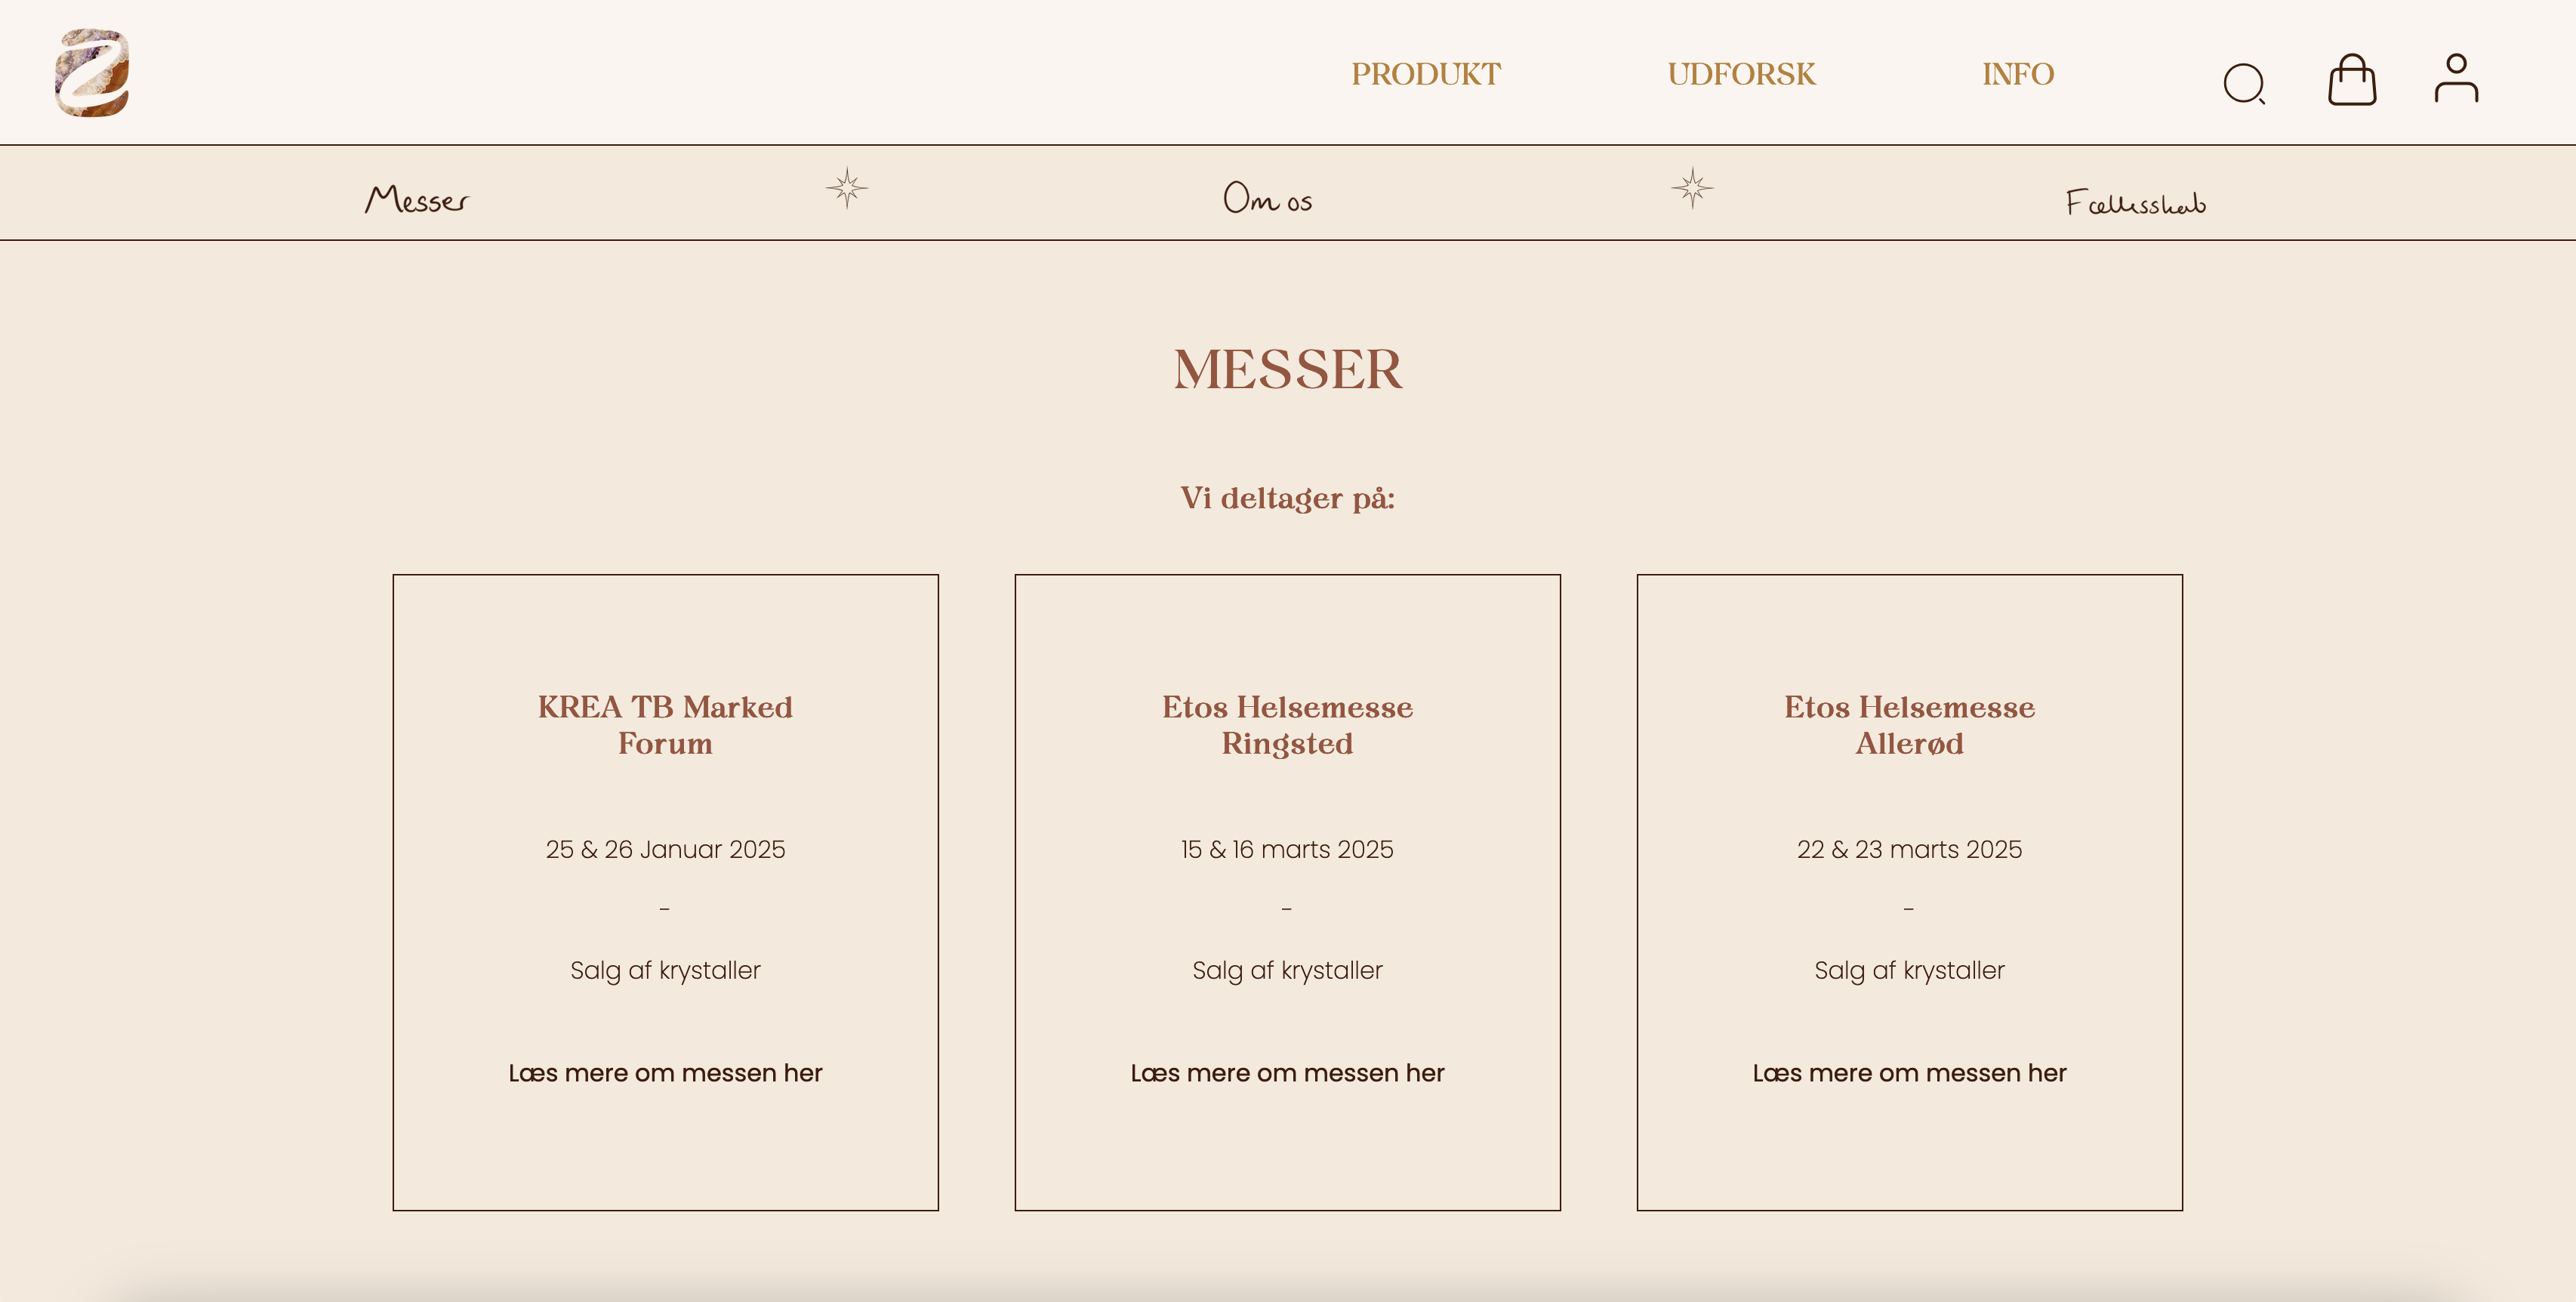 PRODUKT UDFORSK INFO
Messer Om os Fællesskab
MESSER
Vi deltager på:
KREA TB Marked
Forum
25 & 26 Januar 2025
-
Salg af krystaller
Læs mere om messen her
Etos Helsemesse
Ringsted
15 & 16 marts 2025
-
Salg af krystaller
Læs mere om messen her
Etos Helsemesse
Allerød
22 & 23 marts 2025
-
Salg af krystaller
Læs mere om messen her